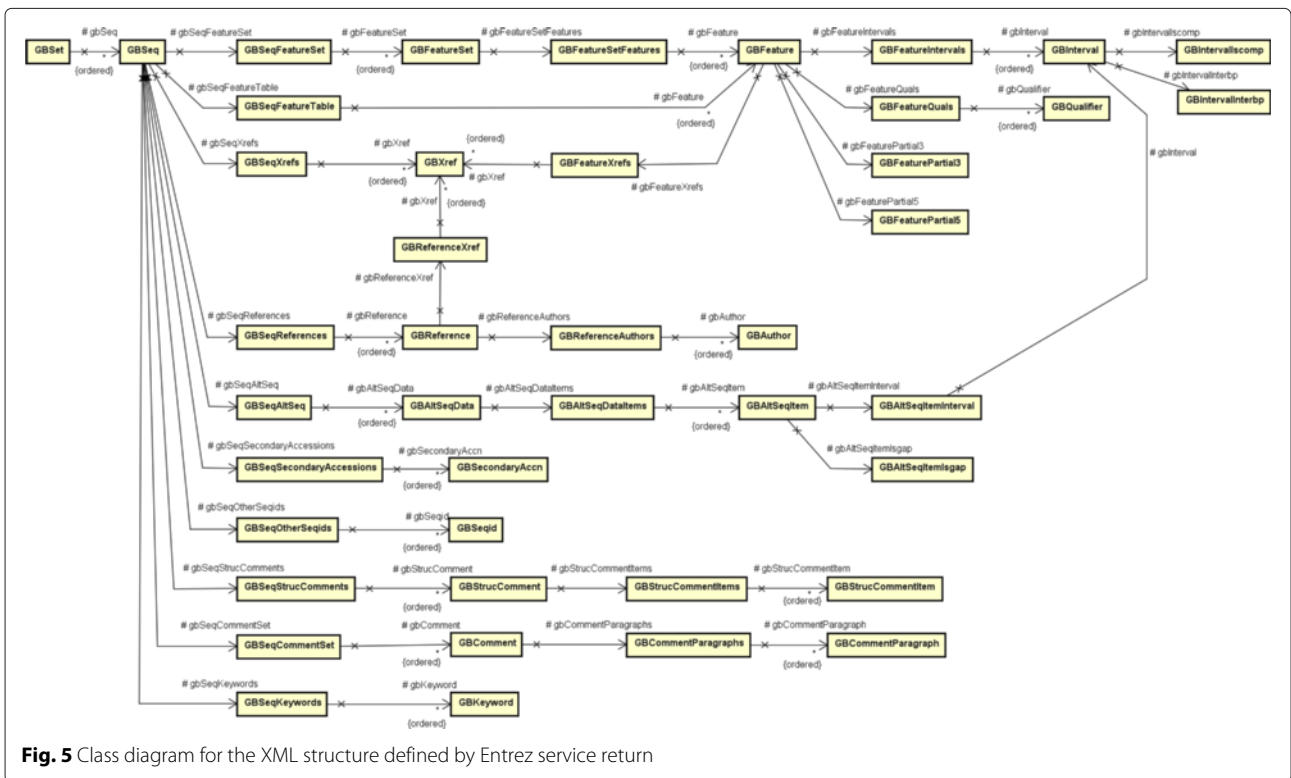 # gbSeq # gbSeqFeatureSet # gbFeatureSet # gbFeatureSetFeatures # gbFeature # gbFeatureIntervals # gbInterval # gbIntervalIscomp
GBSet GBSeq GBSeqFeatureSet GBFeatureSet GBFeatureSetFeatures GBFeature GBFeatureIntervals GBInterval GBIntervalIscomp
* {ordered} * {ordered} * {ordered} * {ordered}
# gbIntervalInterbp
# gbSeqFeatureTable # gbFeature # gbFeatureQuals # gbQualifier
GBSeqFeatureTable GBFeatureQuals GBQualifier GBIntervalInterbp
* {ordered} * {ordered}
# gbSeqXrefs # gbXref {ordered} * # gbFeaturePartial3 # gbInterval
GBSeqXrefs GBXref GBFeatureXrefs GBFeaturePartial3
* {ordered} # gbXref # gbFeatureXrefs
# gbXref * {ordered} # gbFeaturePartial5
GBFeaturePartial5
GBReferenceXref
# gbReferenceXref
# gbSeqReferences # gbReference # gbReferenceAuthors # gbAuthor
GBSeqReferences GBReference GBReferenceAuthors GBAuthor
* {ordered} * {ordered}
# gbSeqAltSeq # gbAltSeqData # gbAltSeqDataItems # gbAltSeqItem # gbAltSeqItemInterval
GBSeqAltSeq GBAltSeqData GBAltSeqDataItems GBAltSeqItem GBAltSeqItemInterval
* {ordered} * {ordered}
# gbAltSeqItemIsgap
# gbSeqSecondaryAccessions # gbSecondaryAccn
GBSeqSecondaryAccessions GBSecondaryAccn GBAltSeqItemIsgap
* {ordered}
# gbSeqOtherSeqids # gbSeqid
GBSeqOtherSeqids GBSeqid
* {ordered}
# gbSeqStrucComments # gbStrucComment # gbStrucCommentItems # gbStrucCommentItem
GBSeqStrucComments GBStrucComment GBStrucCommentItems GBStrucCommentItem
* {ordered} * {ordered}
# gbSeqCommentSet # gbComment # gbCommentParagraphs # gbCommentParagraph
GBSeqCommentSet GBComment GBCommentParagraphs GBCommentParagraph
* {ordered} * {ordered}
# gbSeqKeywords # gbKeyword
GBSeqKeywords GBKeyword
* {ordered}
Fig. 5 Class diagram for the XML structure defined by Entrez service return